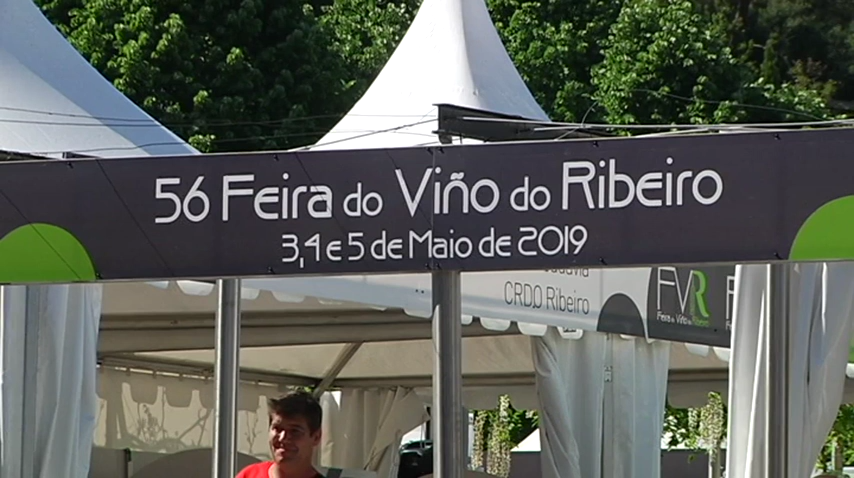 56 Feira do Viño do Ribeiro
3,4 e 5 de Maio de 2019
CRDO Ribeiro
FVR
Feira do Viño do Ribeiro